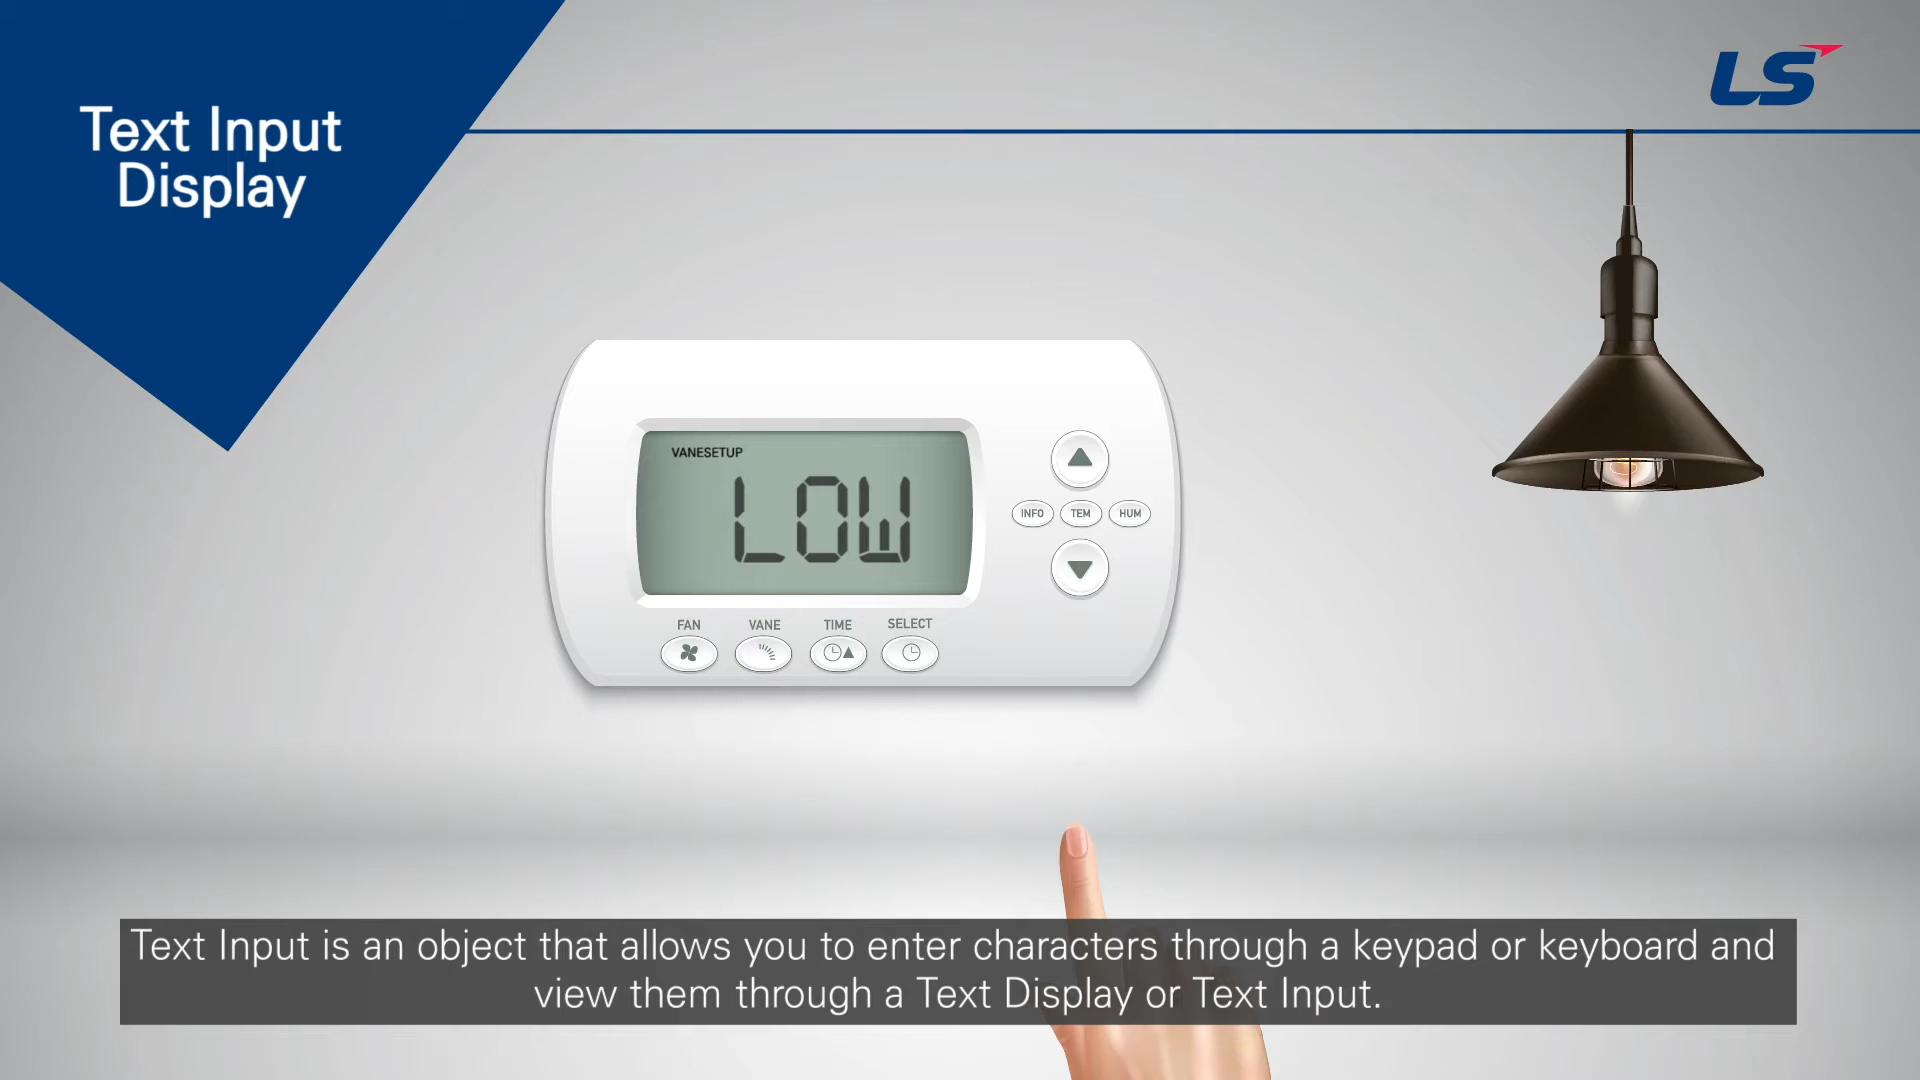 Text Input
Display
LS
VANESETUP
LOW
INFO TEM HUM
FAN VANE TIME SELECT
Text Input is an object that allows you to enter characters through a keypad or keyboard and
view them through a Text Display or Text Input.